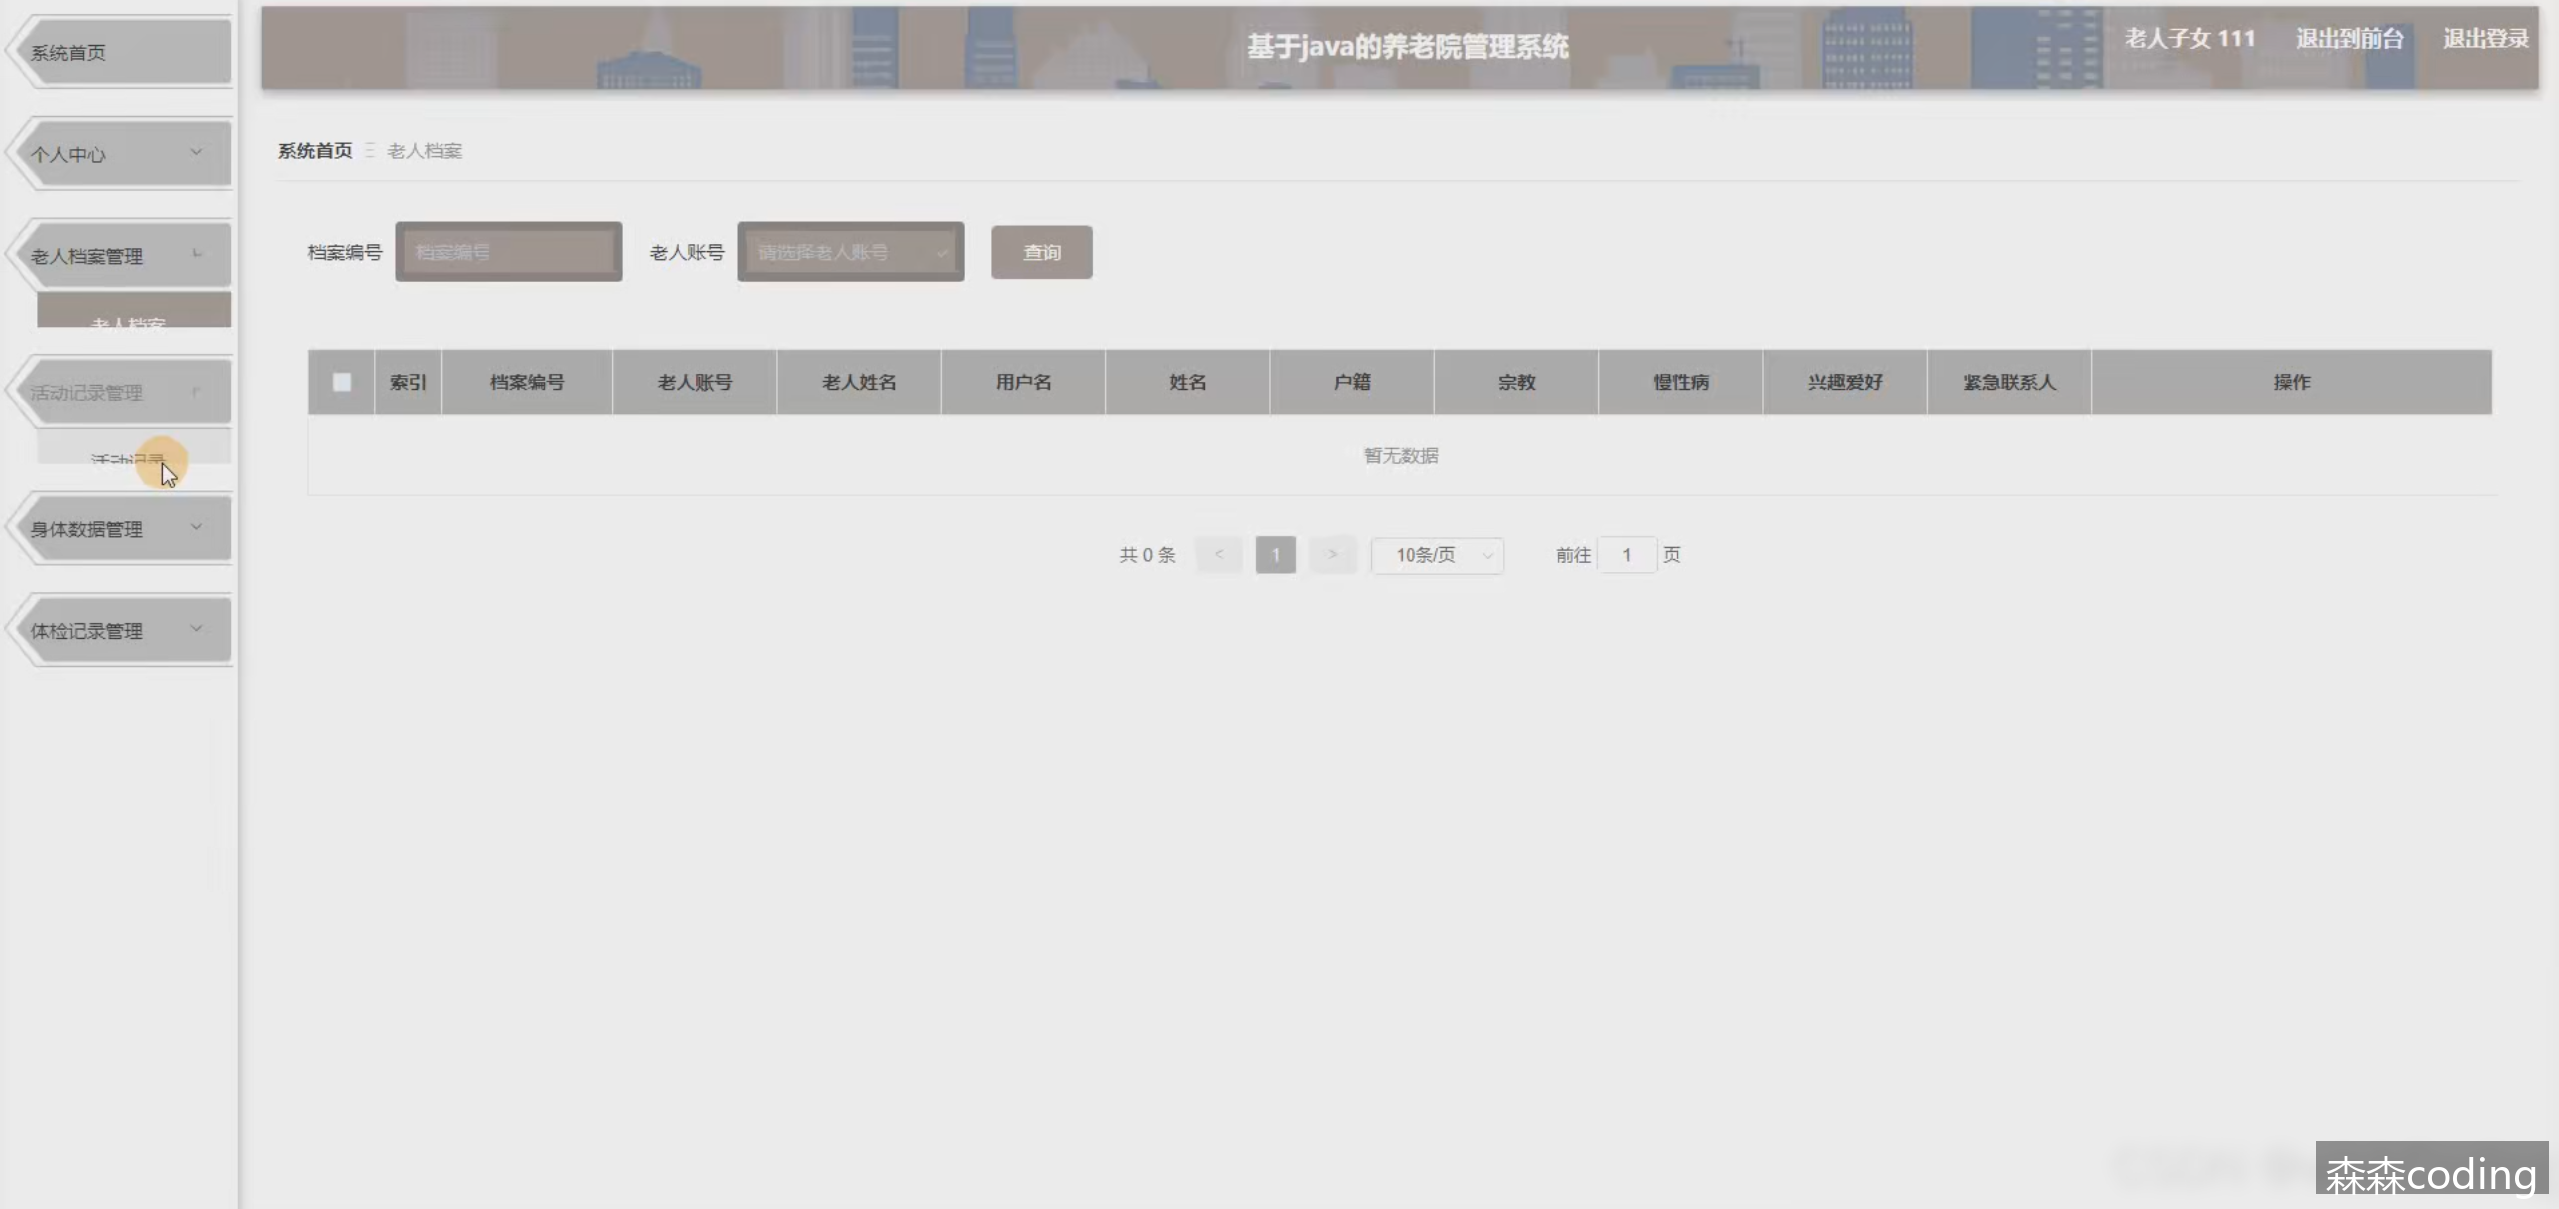 系统首页
个人中心
老人档案管理
老人档案
活动记录管理
活动记录
身体数据管理
体检记录管理
基于java的养老院管理系统
老人子女 111
退出到前台
退出登录
系统首页 老人档案
档案编号 档案编号 老人账号 请选择老人账号 查询
索引 档案编号 老人账号 老人姓名 用户名 姓名 户籍 宗教 慢性病 兴趣爱好 紧急联系人 操作
暂无数据
共 0 条 < 1 > 10条/页 前往 1 页
森森coding